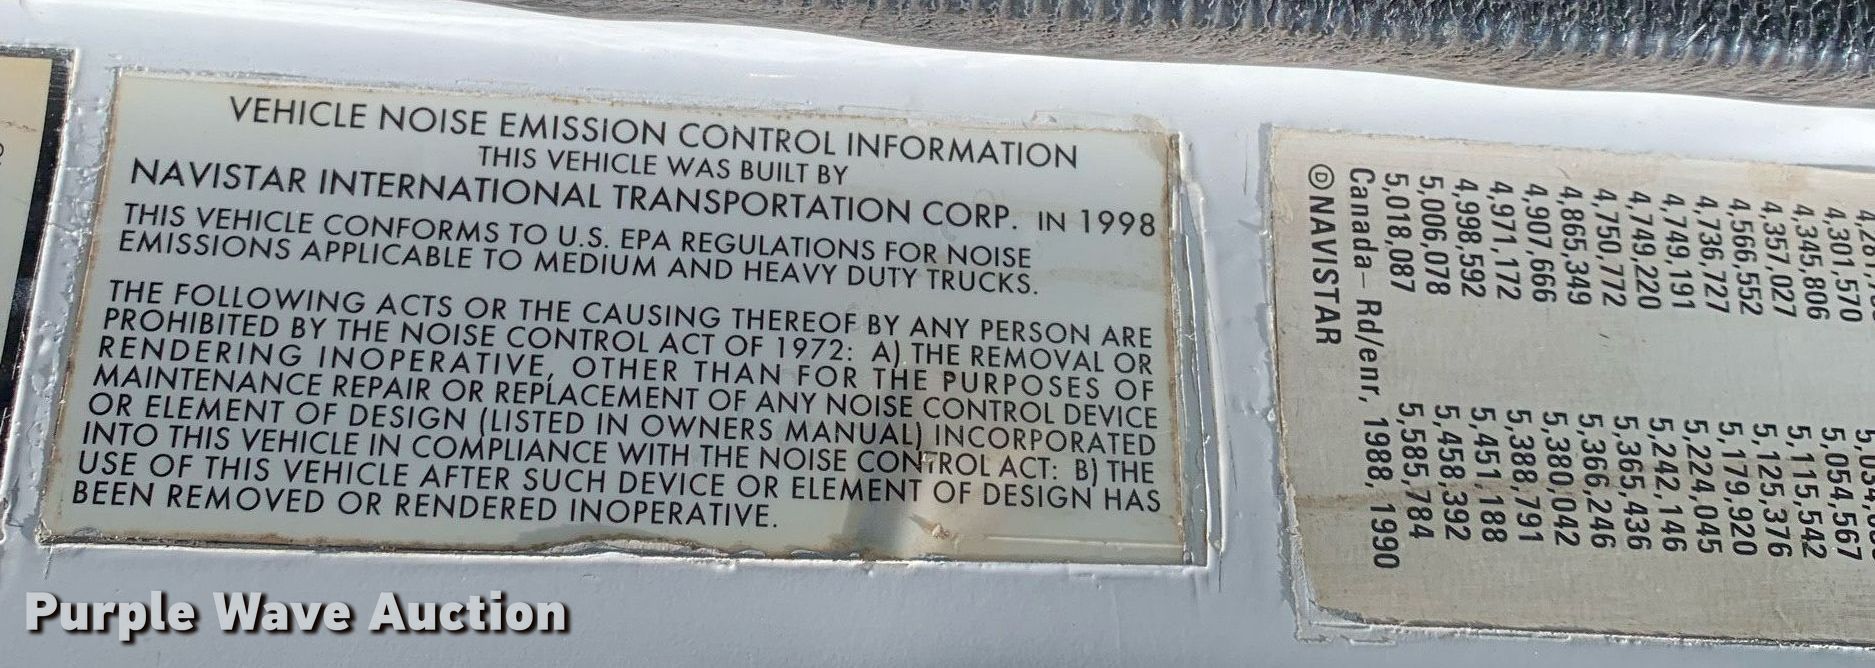 VEHICLE NOISE EMISSION CONTROL INFORMATION
THIS VEHICLE WAS BUILT BY
NAVISTAR INTERNATIONAL TRANSPORTATION CORP. IN 1998
THIS VEHICLE CONFORMS TO U.S. EPA REGULATIONS FOR NOISE
EMISSIONS APPLICABLE TO MEDIUM AND HEAVY DUTY TRUCKS.
THE FOLLOWING ACTS OR THE CAUSING THEREOF BY ANY PERSON ARE
PROHIBITED BY THE NOISE CONTROL ACT OF 1972: A) THE REMOVAL OR
RENDERING INOPERATIVE, OTHER THAN FOR THE PURPOSES OF
MAINTENANCE REPAIR OR REPLACEMENT OF ANY NOISE CONTROL DEVICE
OR ELEMENT OF DESIGN (LISTED IN OWNERS MANUAL) INCORPORATED
INTO THIS VEHICLE IN COMPLIANCE WITH THE NOISE CONTROL ACT: B) THE
USE OF THIS VEHICLE AFTER SUCH DEVICE OR ELEMENT OF DESIGN HAS
BEEN REMOVED OR RENDERED INOPERATIVE.
4,301,570 5,054,567
4,345,806 5,115,542
4,357,027 5,125,376
4,566,552 5,179,920
4,736,727 5,224,045
4,749,191 5,242,146
4,749,220 5,365,436
4,750,772 5,366,246
4,865,349 5,380,042
4,907,666 5,388,791
4,971,172 5,451,188
4,998,592 5,458,392
5,006,078 5,585,784
5,018,087
Canada – Rd/enr, 1988, 1990
Ⓓ NAVISTAR
Purple Wave Auction